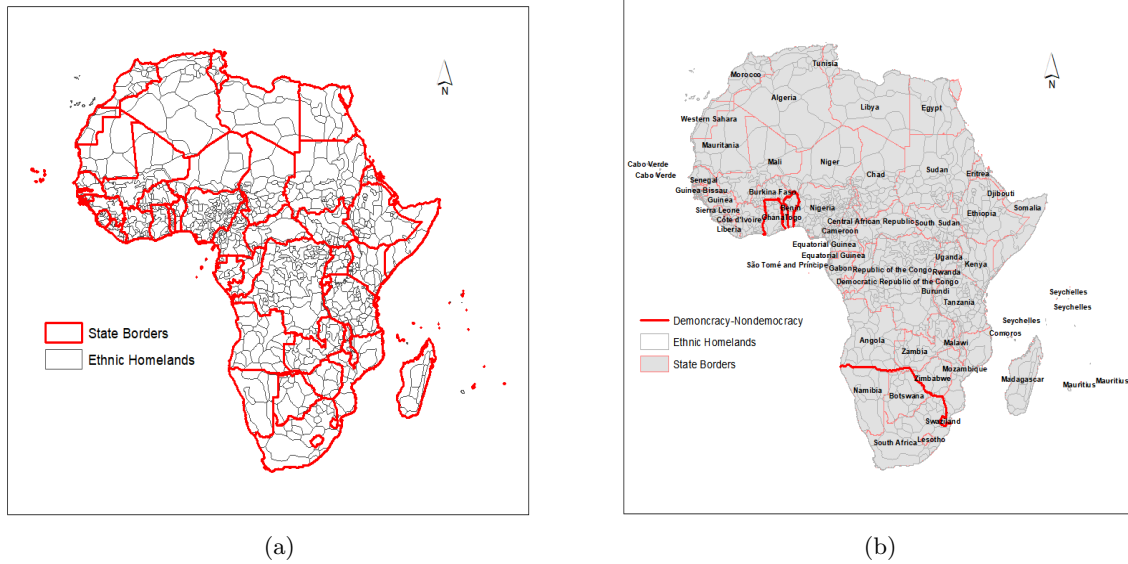 N
State Borders
Ethnic Homelands
(a)
N
Tunisia
Morocco
Algeria
Libya
Egypt
Western Sahara
Mauritania
Mali
Niger
Chad
Sudan
Eritrea
Cabo Verde
Cabo Verde
Senegal
Guinea-Bissau
Guinea
Burkina Faso
Djibouti
Sierra Leone
Côte d'Ivoire
Liberia
Ghana
Togo
Benin
Nigeria
Ethiopia
Somalia
Central African Republic
South Sudan
Cameroon
Equatorial Guinea
Equatorial Guinea
São Tomé and Príncipe
Gabon
Republic of the Congo
Uganda
Kenya
Rwanda
Democratic Republic of the Congo
Burundi
Tanzania
Seychelles
Seychelles
Seychelles
Comoros
Angola
Zambia
Malawi
Mozambique
Zimbabwe
Madagascar
Mauritius
Mauritius
Namibia
Botswana
Swaziland
South Africa
Lesotho
Demoncracy-Nondemocracy
Ethnic Homelands
State Borders
(b)